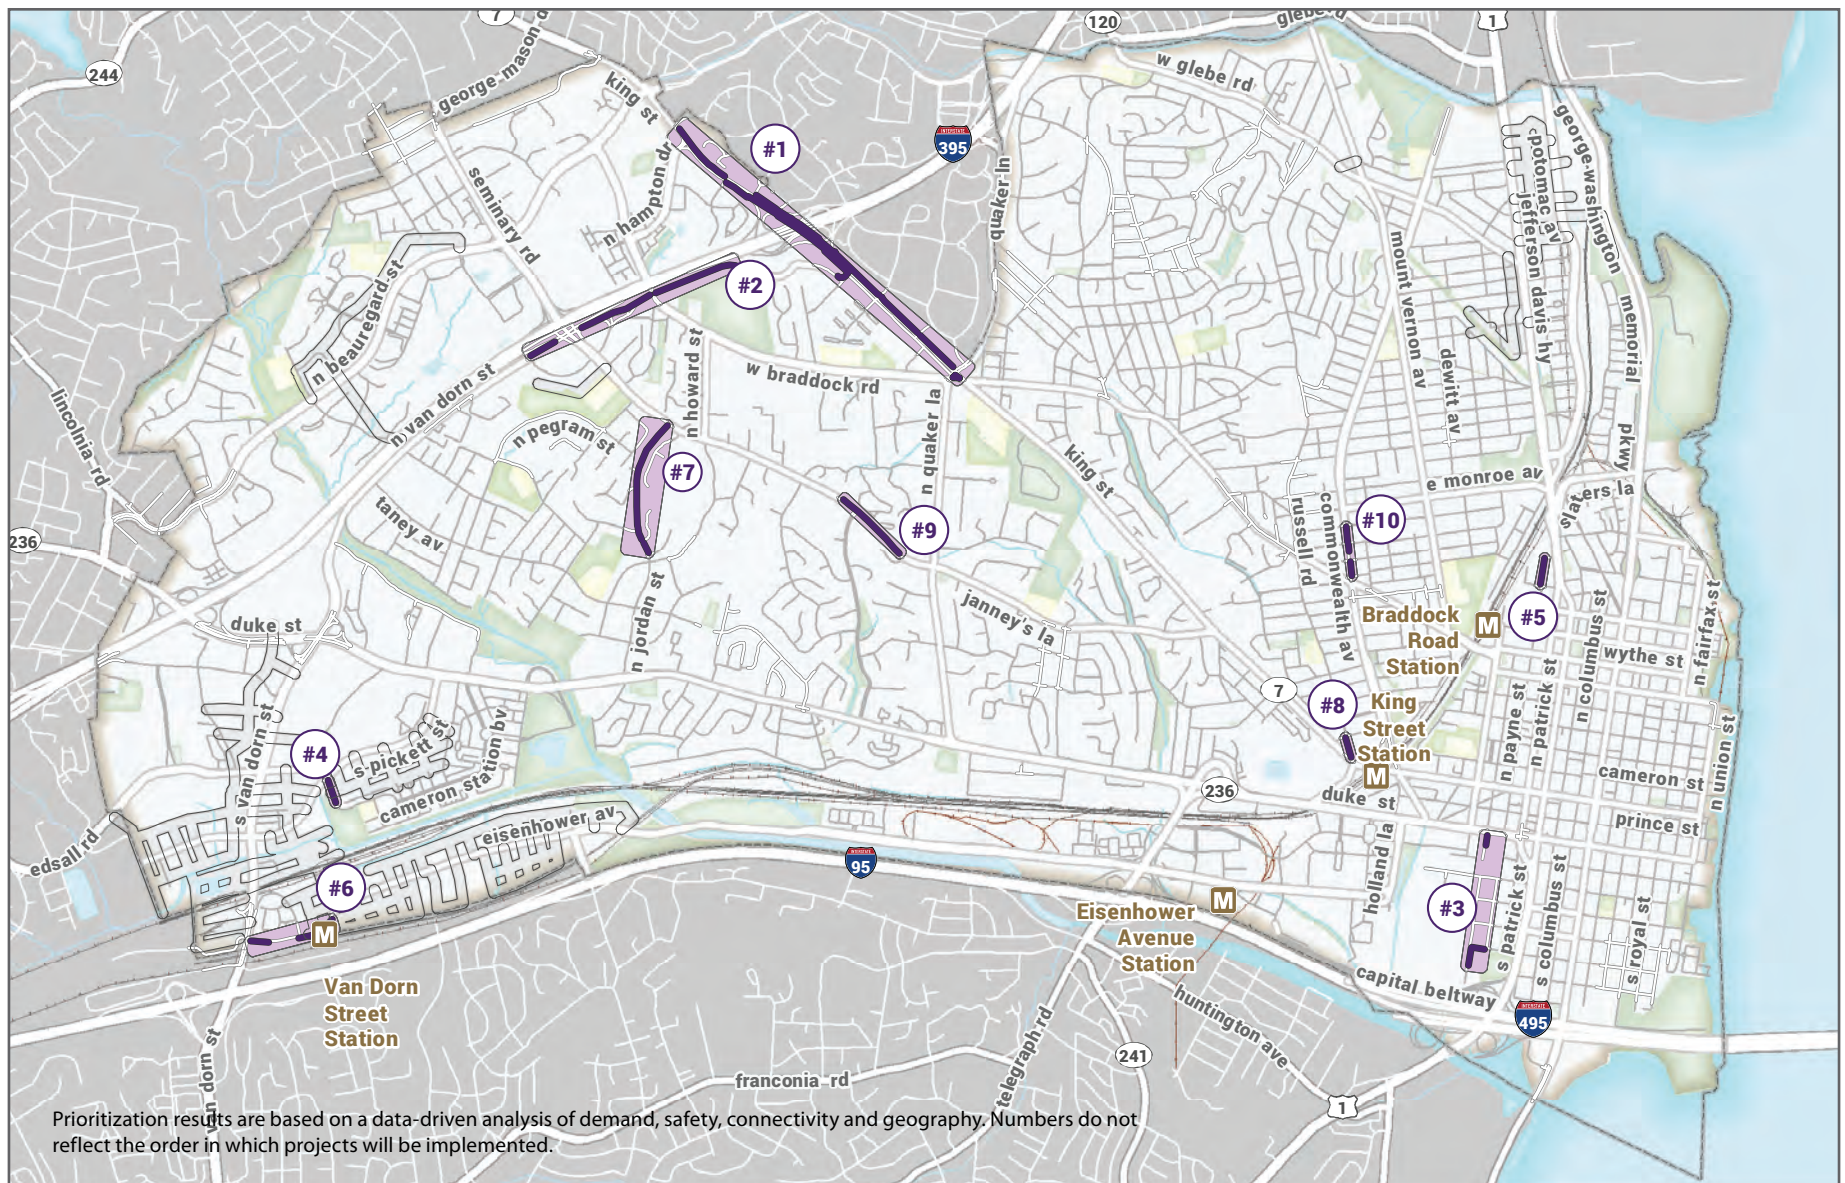 7
120
glebe rd
1
244
george mason d
king st
w glebe rd
george washington
memorial
pkwy
#1
INTERSTATE
395
quaker ln
potomac av
jefferson davis hy
seminary rd
n hampton dr
#2
mount vernon av
n beauregard st
dewitt av
n van dorn st
n howard st
w braddock rd
n quaker la
lincolnia rd
n pegram st
#7
king st
e monroe av
slaters la
taney av
#9
russell rd
commonwealth av
#10
236
duke st
n jordan st
janney's la
Braddock
Road
Station
M
#5
n columbus st
wythe st
n fairfax st
7
#8
King
Street
Station
M
n payne st
n patrick st
n union st
#4
s van dorn st
s pickett st
cameron station bv
cameron st
236
duke st
prince st
edsall rd
eisenhower av
INTERSTATE
95
holland la
#6
M
#3
s patrick st
s columbus st
s royal st
M
Eisenhower
Avenue
Station
Van Dorn
Street
Station
capital beltway
INTERSTATE
495
huntington ave
telegraph rd
241
van dorn st
franconia rd
1
Prioritization results are based on a data-driven analysis of demand, safety, connectivity and geography. Numbers do not
reflect the order in which projects will be implemented.